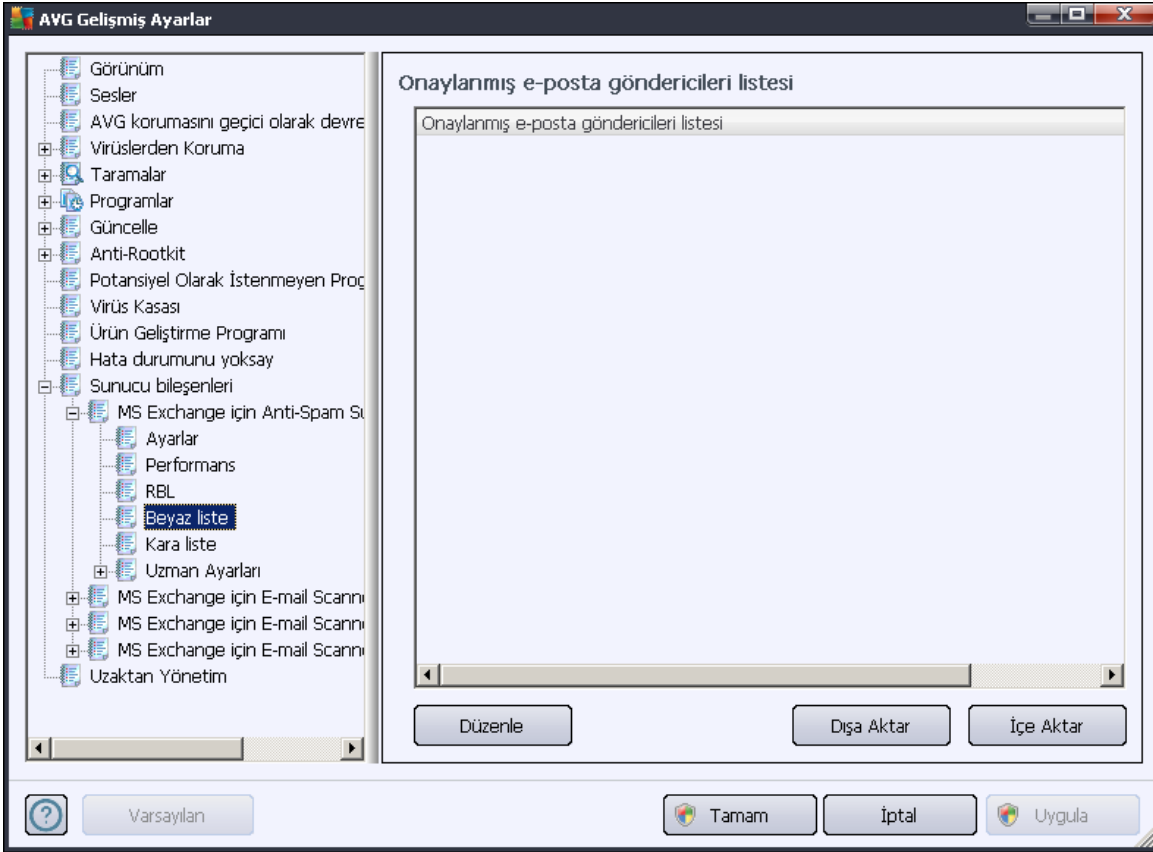 AVG Gelişmiş Ayarlar
Görünüm
Sesler
AVG korumasını geçici olarak devre
Virüslerden Koruma
Taramalar
Programlar
Güncelle
Anti-Rootkit
Potansiyel Olarak İstenmeyen Prog
Virüs Kasası
Ürün Geliştirme Programı
Hata durumunu yoksay
Sunucu bileşenleri
MS Exchange için Anti-Spam Su
Ayarlar
Performans
RBL
Beyaz liste
Kara liste
Uzman Ayarları
MS Exchange için E-mail Scann
MS Exchange için E-mail Scann
MS Exchange için E-mail Scann
Uzaktan Yönetim
Onaylanmış e-posta göndericileri listesi
Onaylanmış e-posta göndericileri listesi
Düzenle
Dışa Aktar
İçe Aktar
Varsayılan
Tamam
İptal
Uygula